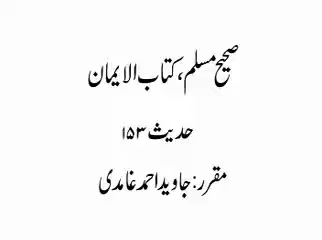 صحیح مسلم، کتاب الایمان
حدیث ۱۵۳
مقرر: جاوید احمد غامدی